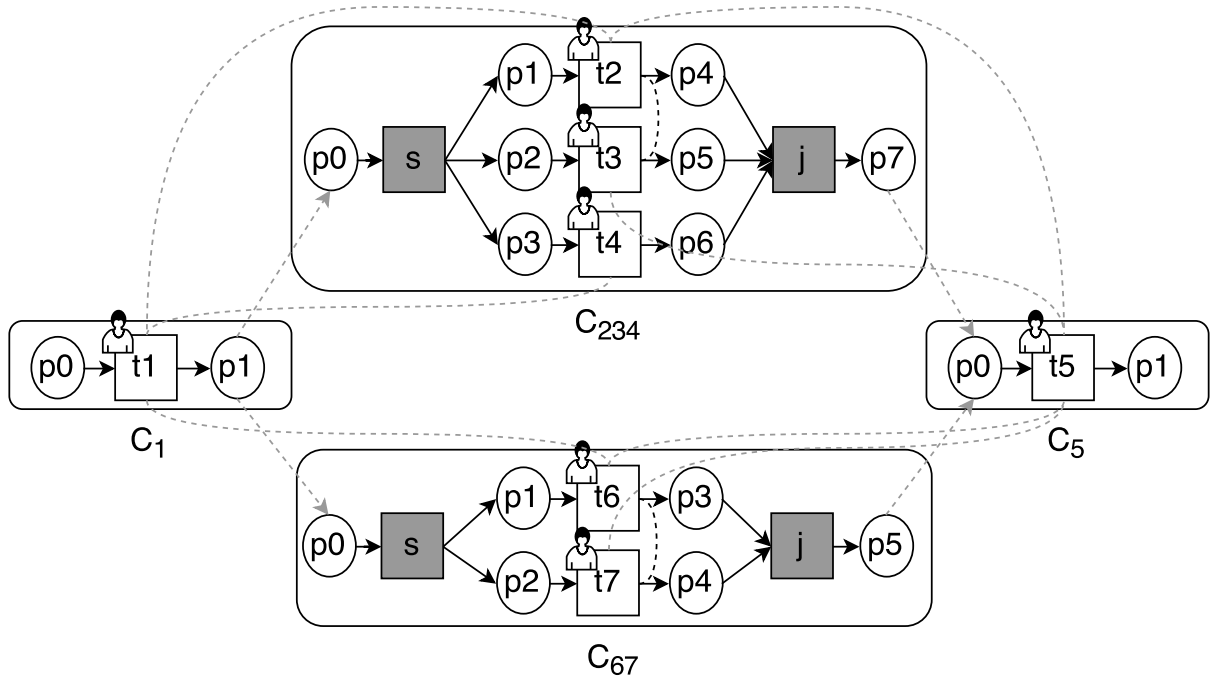 p1 t2 p4
p0 s p2 t3 p5 j p7
p3 t4 p6
C234
p0 t1 p1
C1
p0 t5 p1
C5
p1 t6 p3
p0 s j p5
p2 t7 p4
C67